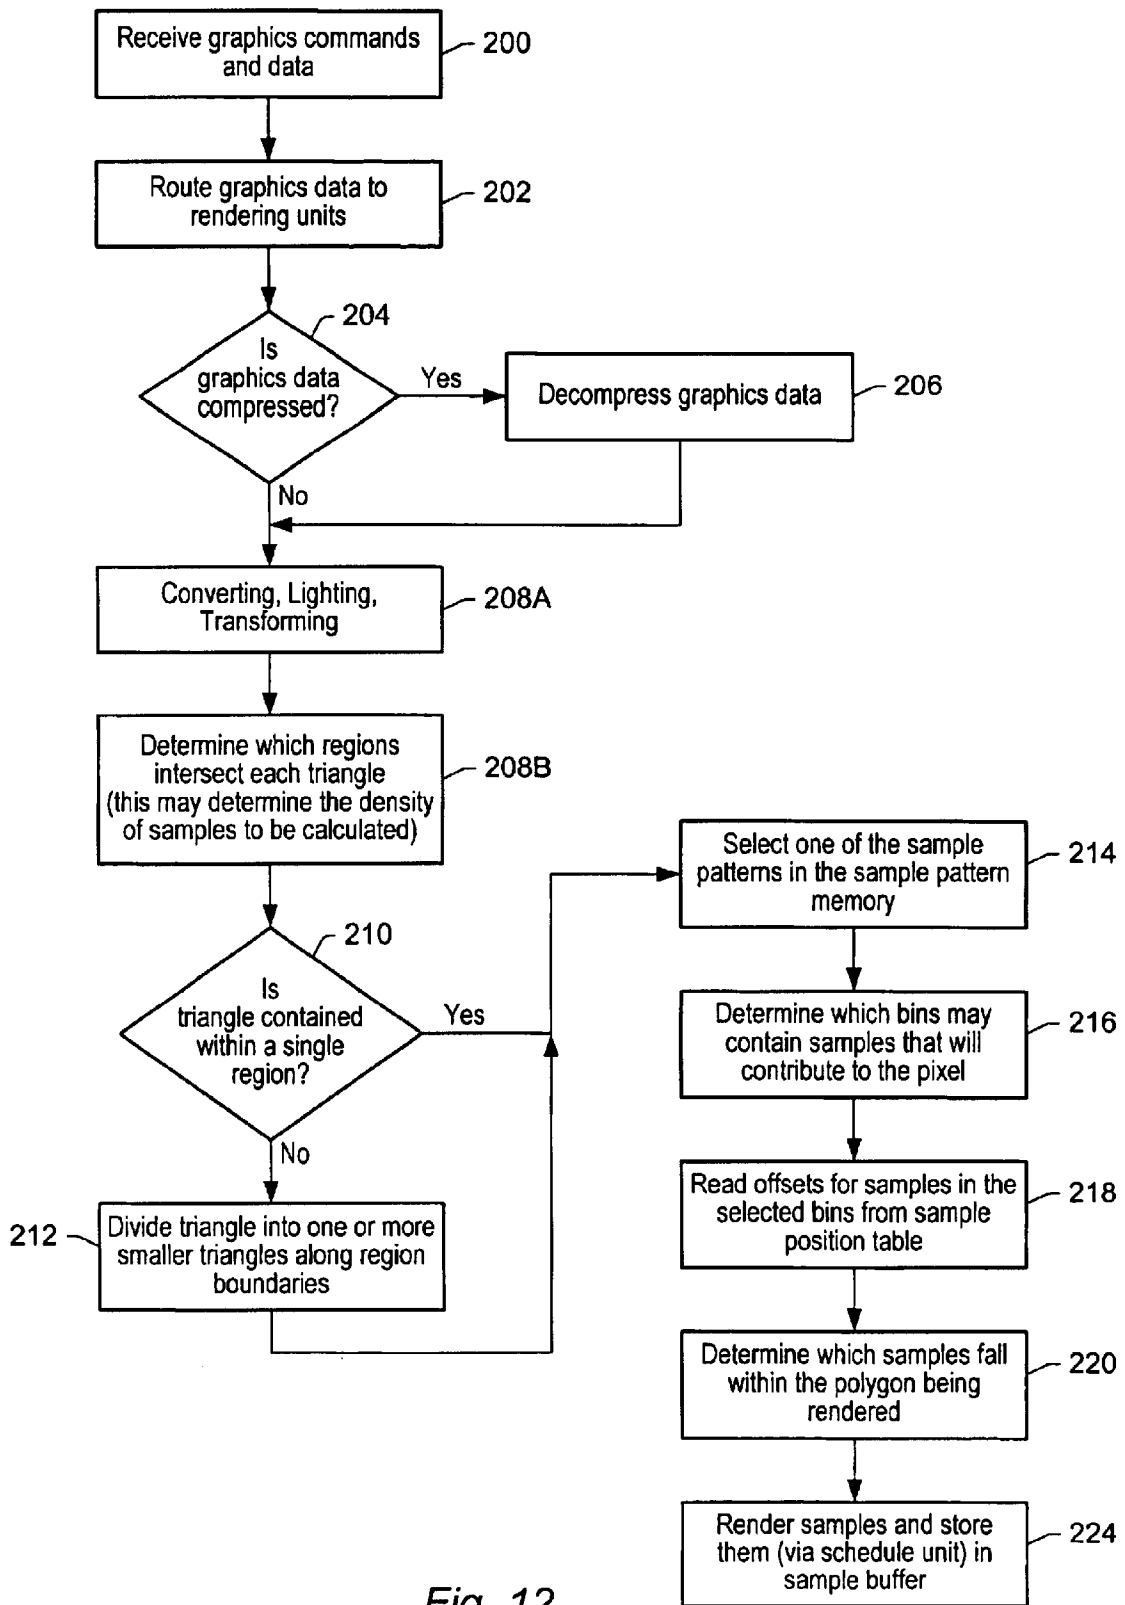 Receive graphics commands
and data
200
Route graphics data to
rendering units
202
204
Is
graphics data
compressed?
Yes
Decompress graphics data
206
No
Converting, Lighting,
Transforming
208A
Determine which regions
intersect each triangle
(this may determine the density
of samples to be calculated)
208B
210
Is
triangle contained
within a single
region?
Yes
No
212
Divide triangle into one or more
smaller triangles along region
boundaries
Select one of the sample
patterns in the sample pattern
memory
214
Determine which bins may
contain samples that will
contribute to the pixel
216
Read offsets for samples in the
selected bins from sample
position table
218
Determine which samples fall
within the polygon being
rendered
220
Render samples and store
them (via schedule unit) in
sample buffer
224
Fig. 12